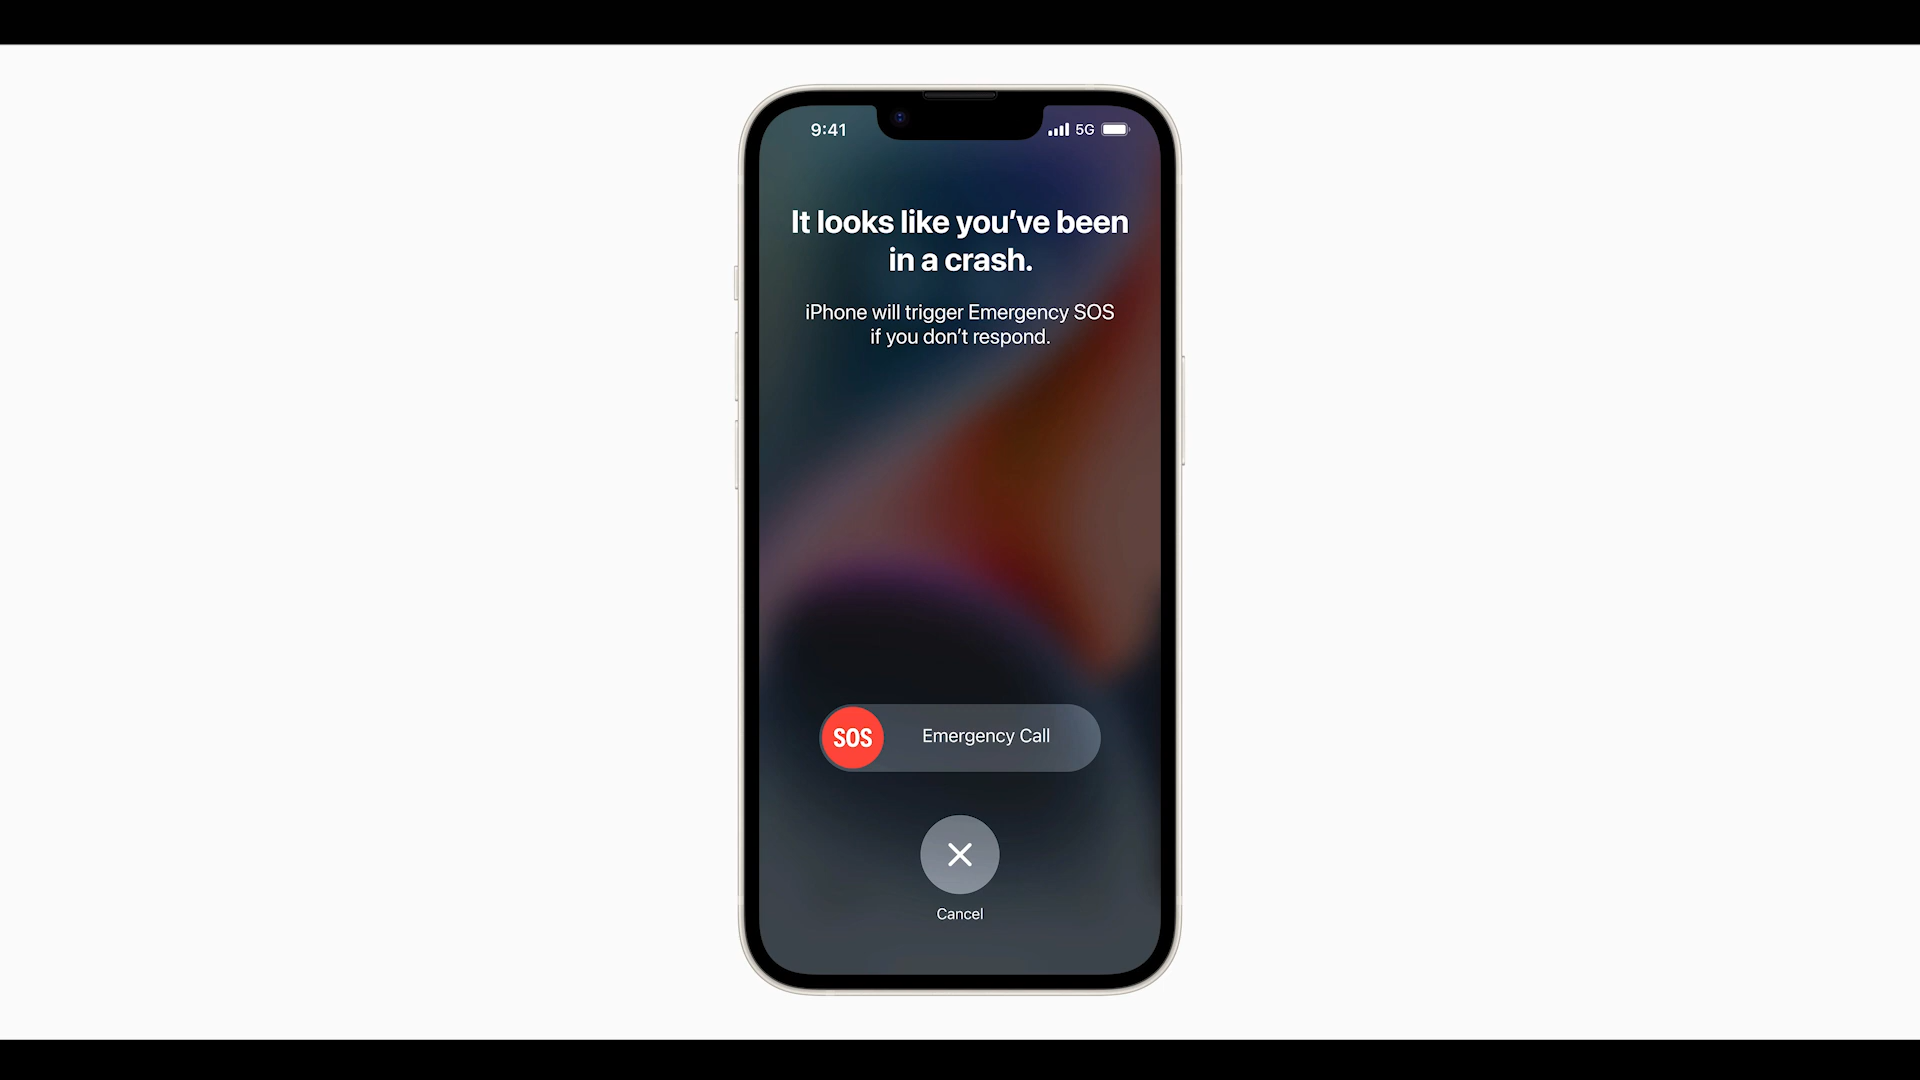 9:41
5G
It looks like you've been
in a crash.
iPhone will trigger Emergency SOS
if you don't respond.
SOS
Emergency Call
Cancel